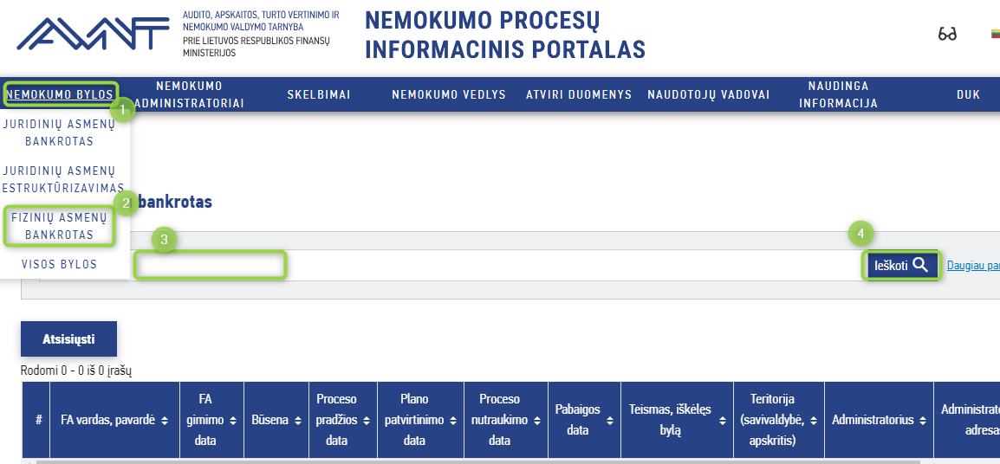 AUDITO, APSKAITOS, TURTO VERTINIMO IR
NEMOKUMO VALDYMO TARNYBA
PRIE LIETUVOS RESPUBLIKOS FINANSŲ
MINISTERIJOS
NEMOKUMO PROCESŲ
INFORMACINIS PORTALAS
NEMOKUMO BYLOS
NEMOKUMO
ADMINISTRATORIAI
SKELBIMAI
NEMOKUMO VEDLYS
ATVIRI DUOMENYS
NAUDOTOJŲ VADOVAI
NAUDINGA
INFORMACIJA
DUK
1
JURIDINIŲ ASMENŲ
BANKROTAS
JURIDINIŲ ASMENŲ
ESTRUKTŪRIZAVIMAS
2
FIZINIŲ ASMENŲ
BANKROTAS
VISOS BYLOS
bankrotas
3
4
Ieškoti
Daugiau par
Atsisiųsti
Rodomi 0 - 0 iš 0 įrašų
#
FA vardas, pavardė
FA
gimimo
data
Būsena
Proceso
pradžios
data
Plano
patvirtinimo
data
Proceso
nutraukimo
data
Pabaigos
data
Teismas, iškėlęs
bylą
Teritorija
(savivaldybė,
apskritis)
Administratorius
Administrato
adresas